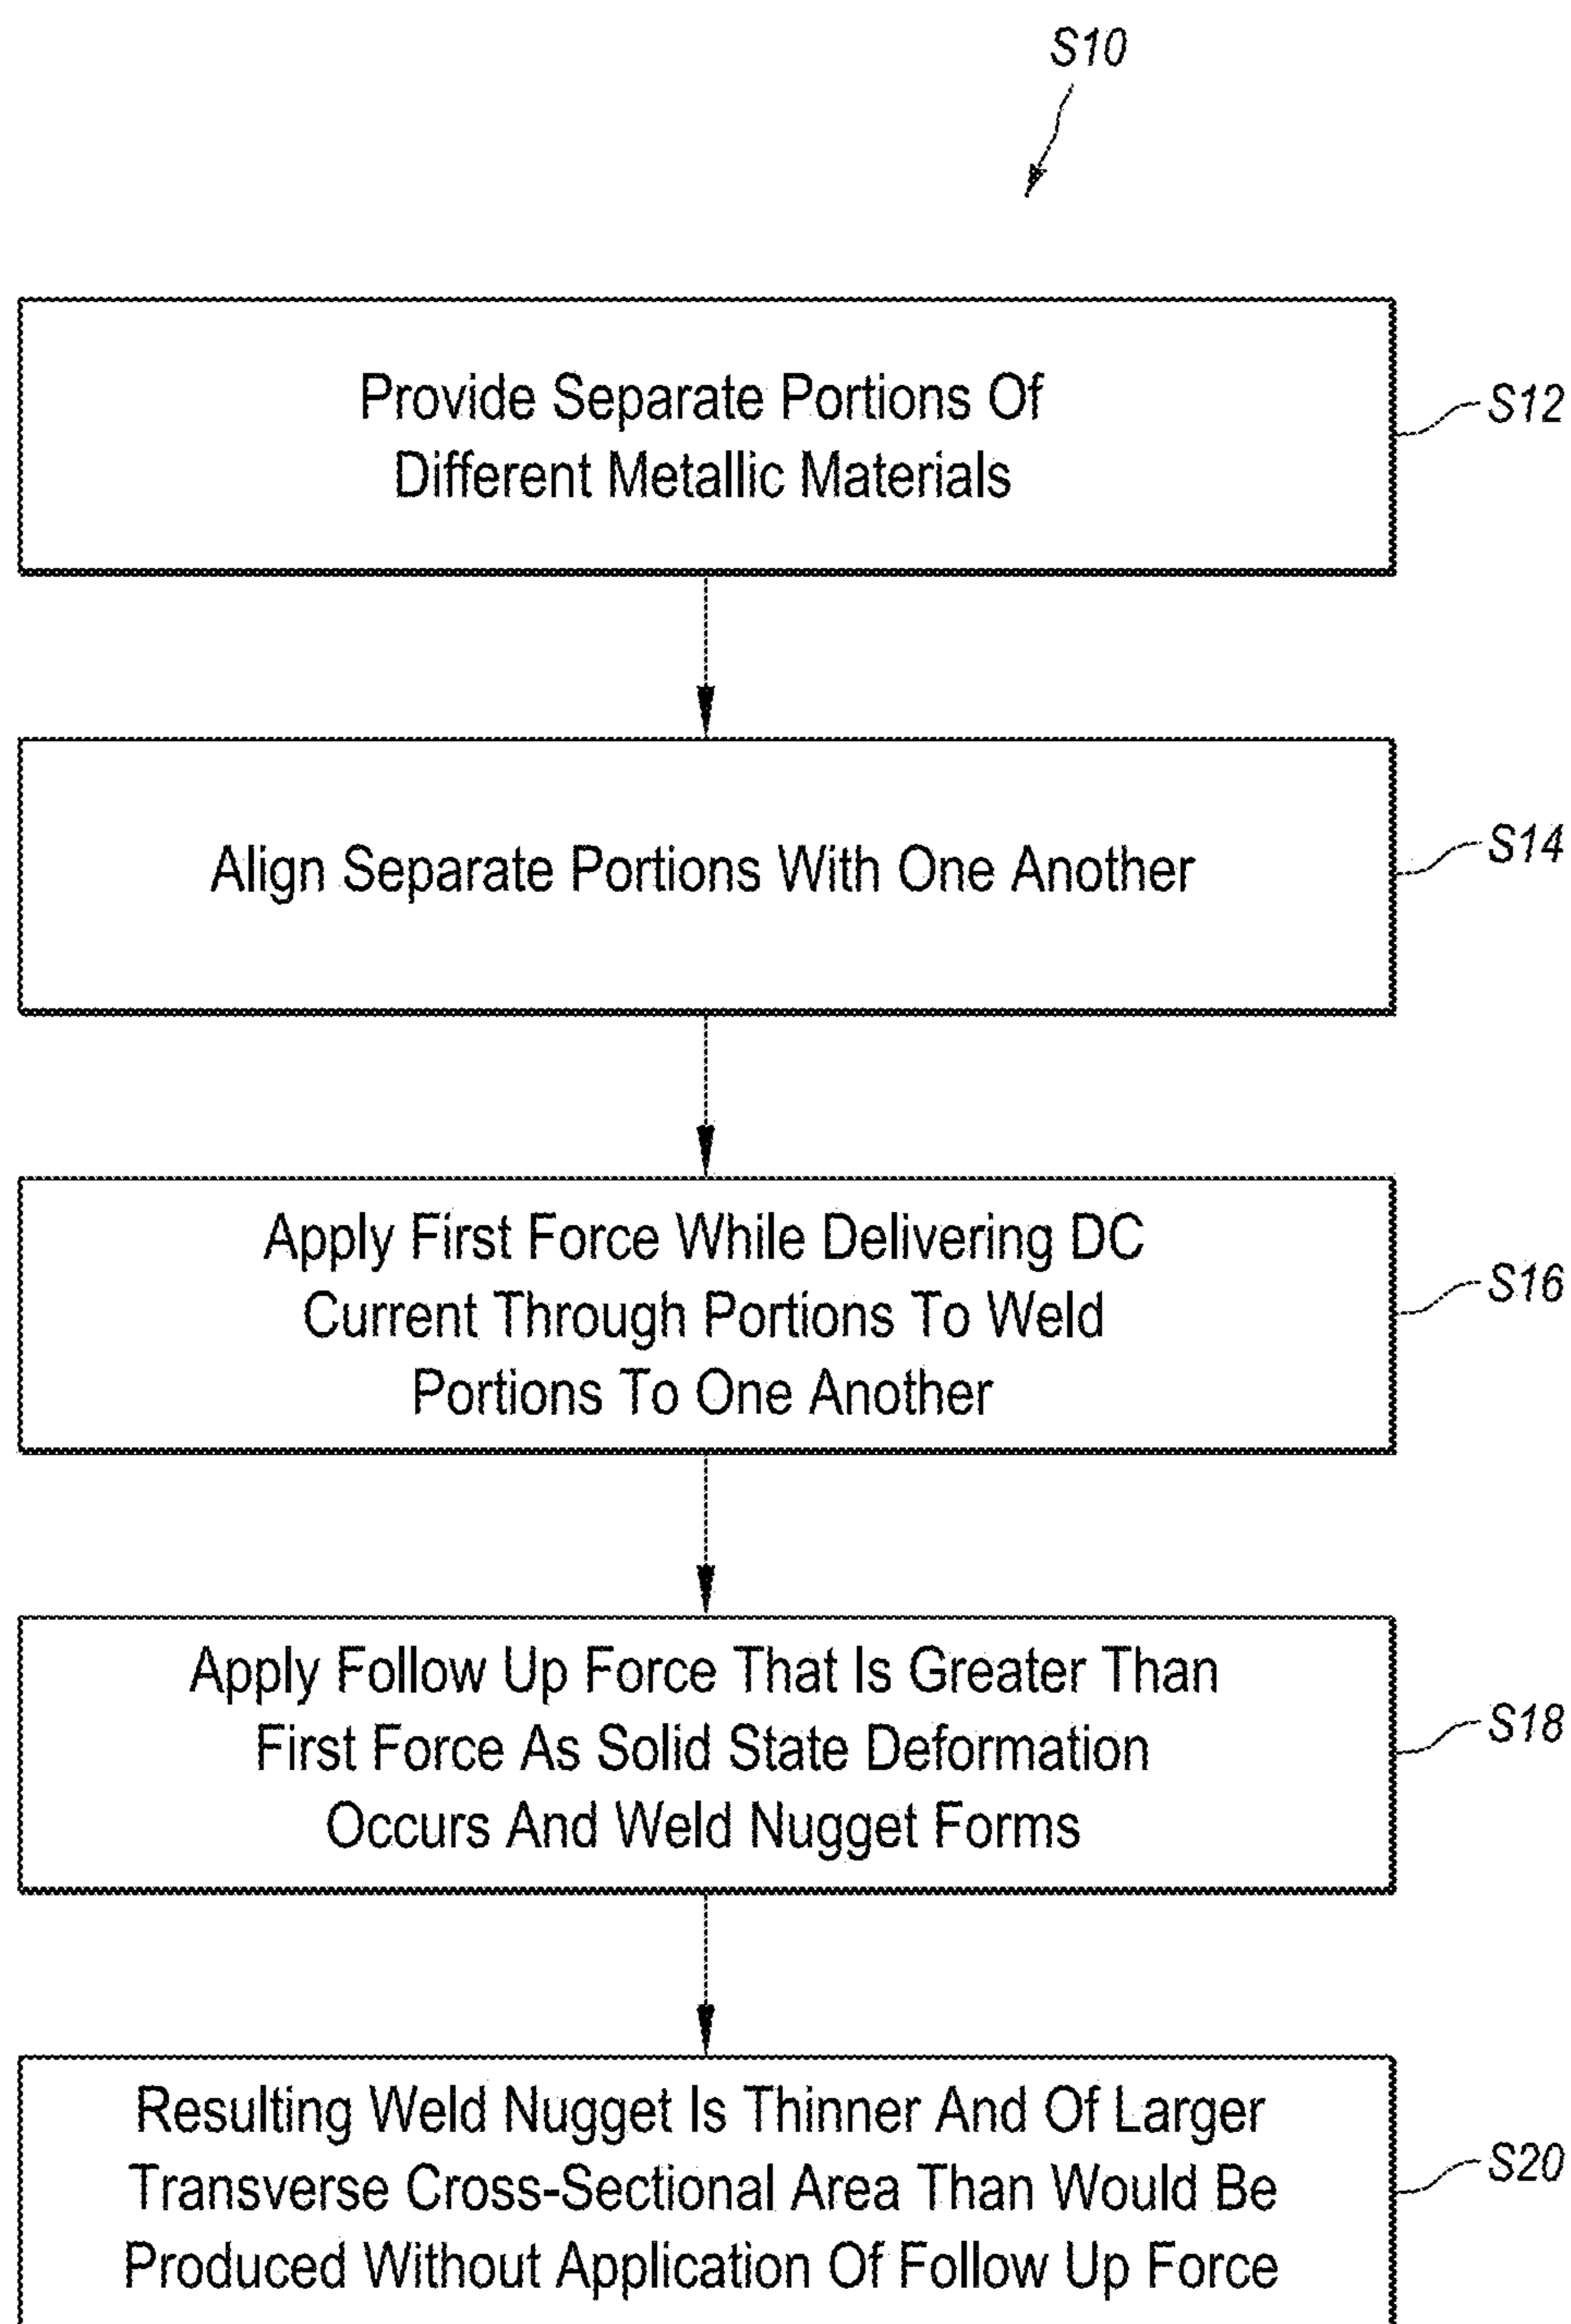 S10
Provide Separate Portions Of
Different Metallic Materials
S12
Align Separate Portions With One Another
S14
Apply First Force While Delivering DC
Current Through Portions To Weld
Portions To One Another
S16
Apply Follow Up Force That Is Greater Than
First Force As Solid State Deformation
Occurs And Weld Nugget Forms
S18
Resulting Weld Nugget Is Thinner And Of Larger
Transverse Cross-Sectional Area Than Would Be
Produced Without Application Of Follow Up Force
S20